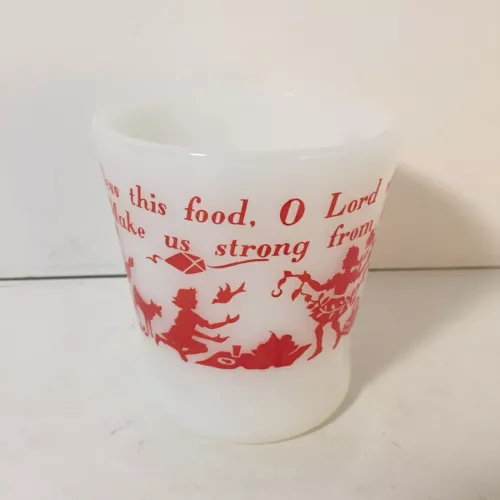 this food, O Lord
us strong from